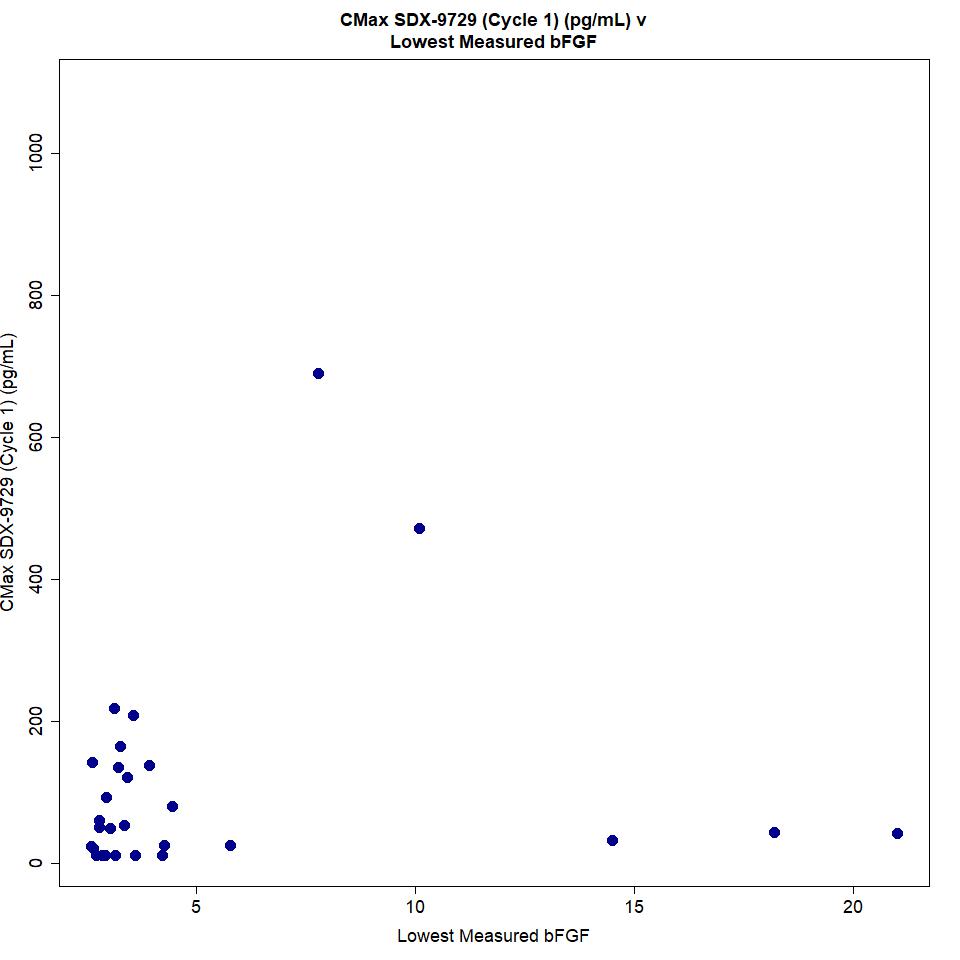 CMax SDX-9729 (Cycle 1) (pg/mL) v
Lowest Measured bFGF
1000
800
600
400
200
0
CMax SDX-9729 (Cycle 1) (pg/mL)
5
10
15
20
Lowest Measured bFGF